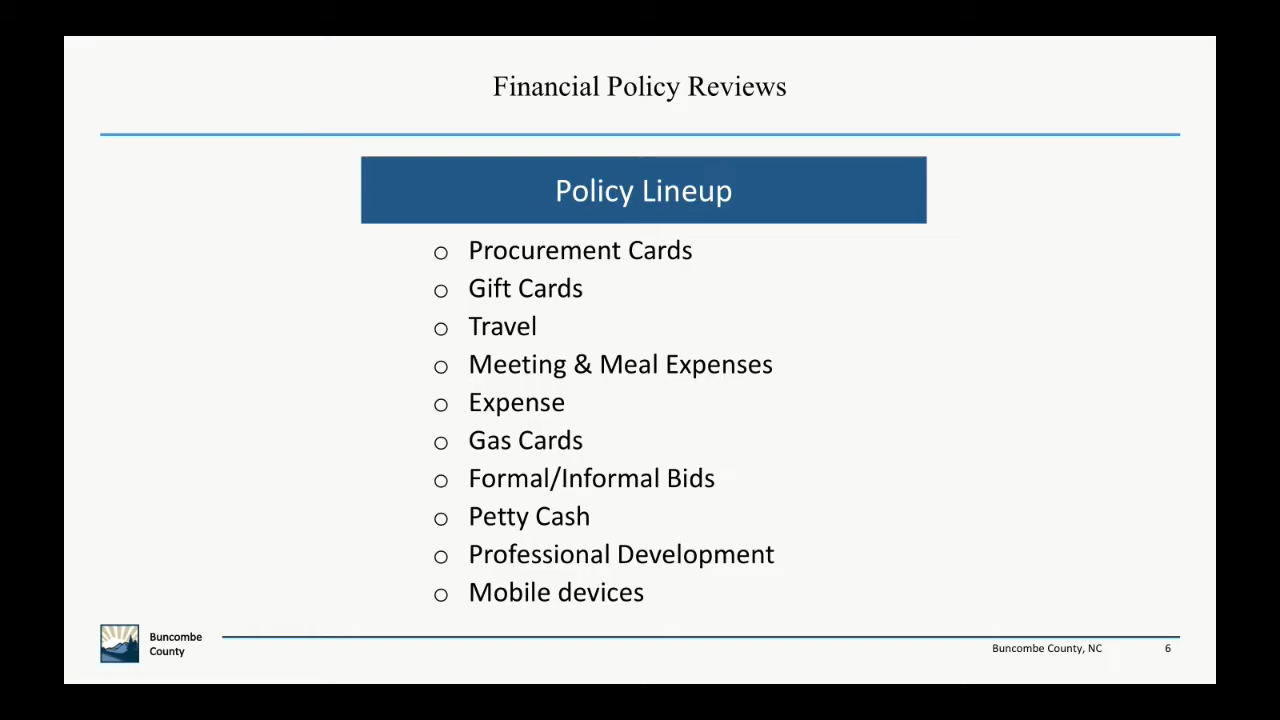 Financial Policy Reviews
Policy Lineup
o Procurement Cards
o Gift Cards
o Travel
o Meeting & Meal Expenses
o Expense
o Gas Cards
o Formal/Informal Bids
o Petty Cash
o Professional Development
o Mobile devices
Buncombe
County
Buncombe County, NC 6